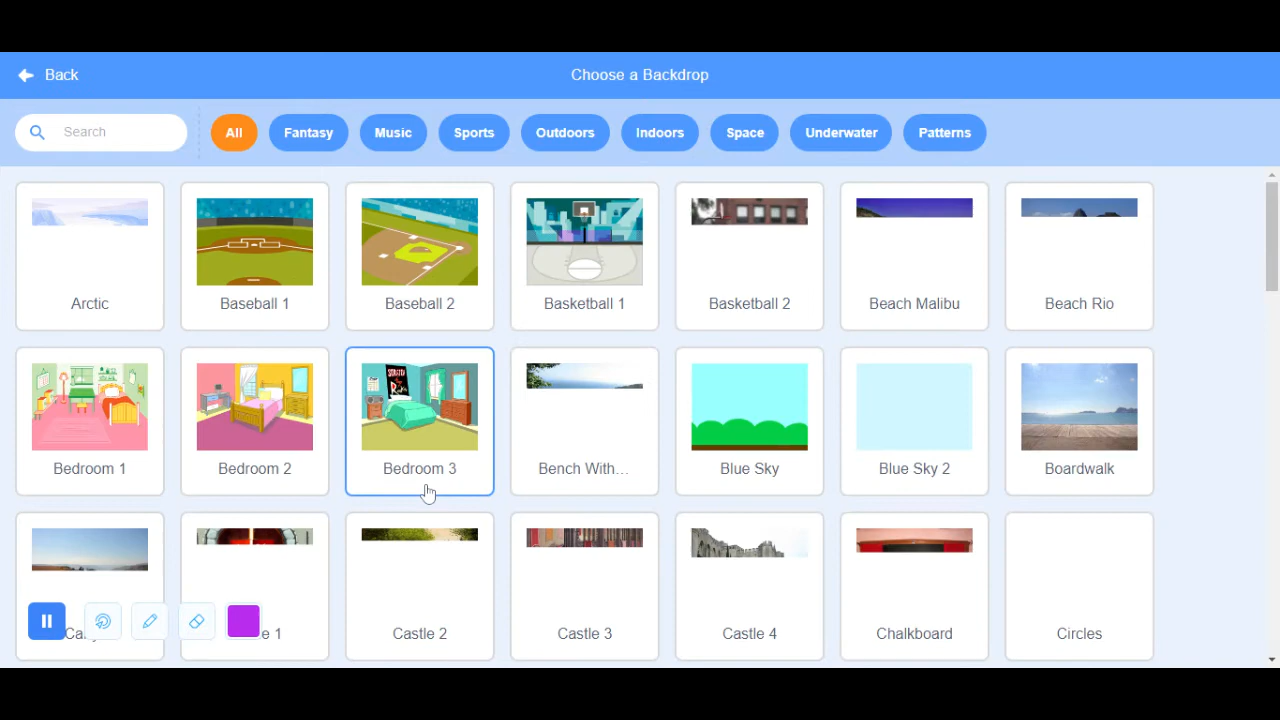 Back
Choose a Backdrop
Search
All
Fantasy
Music
Sports
Outdoors
Indoors
Space
Underwater
Patterns
Arctic
Baseball 1
Baseball 2
Basketball 1
Basketball 2
Beach Malibu
Beach Rio
Bedroom 1
Bedroom 2
Bedroom 3
Bench With...
Blue Sky
Blue Sky 2
Boardwalk
Castle 2
Castle 3
Castle 4
Chalkboard
Circles